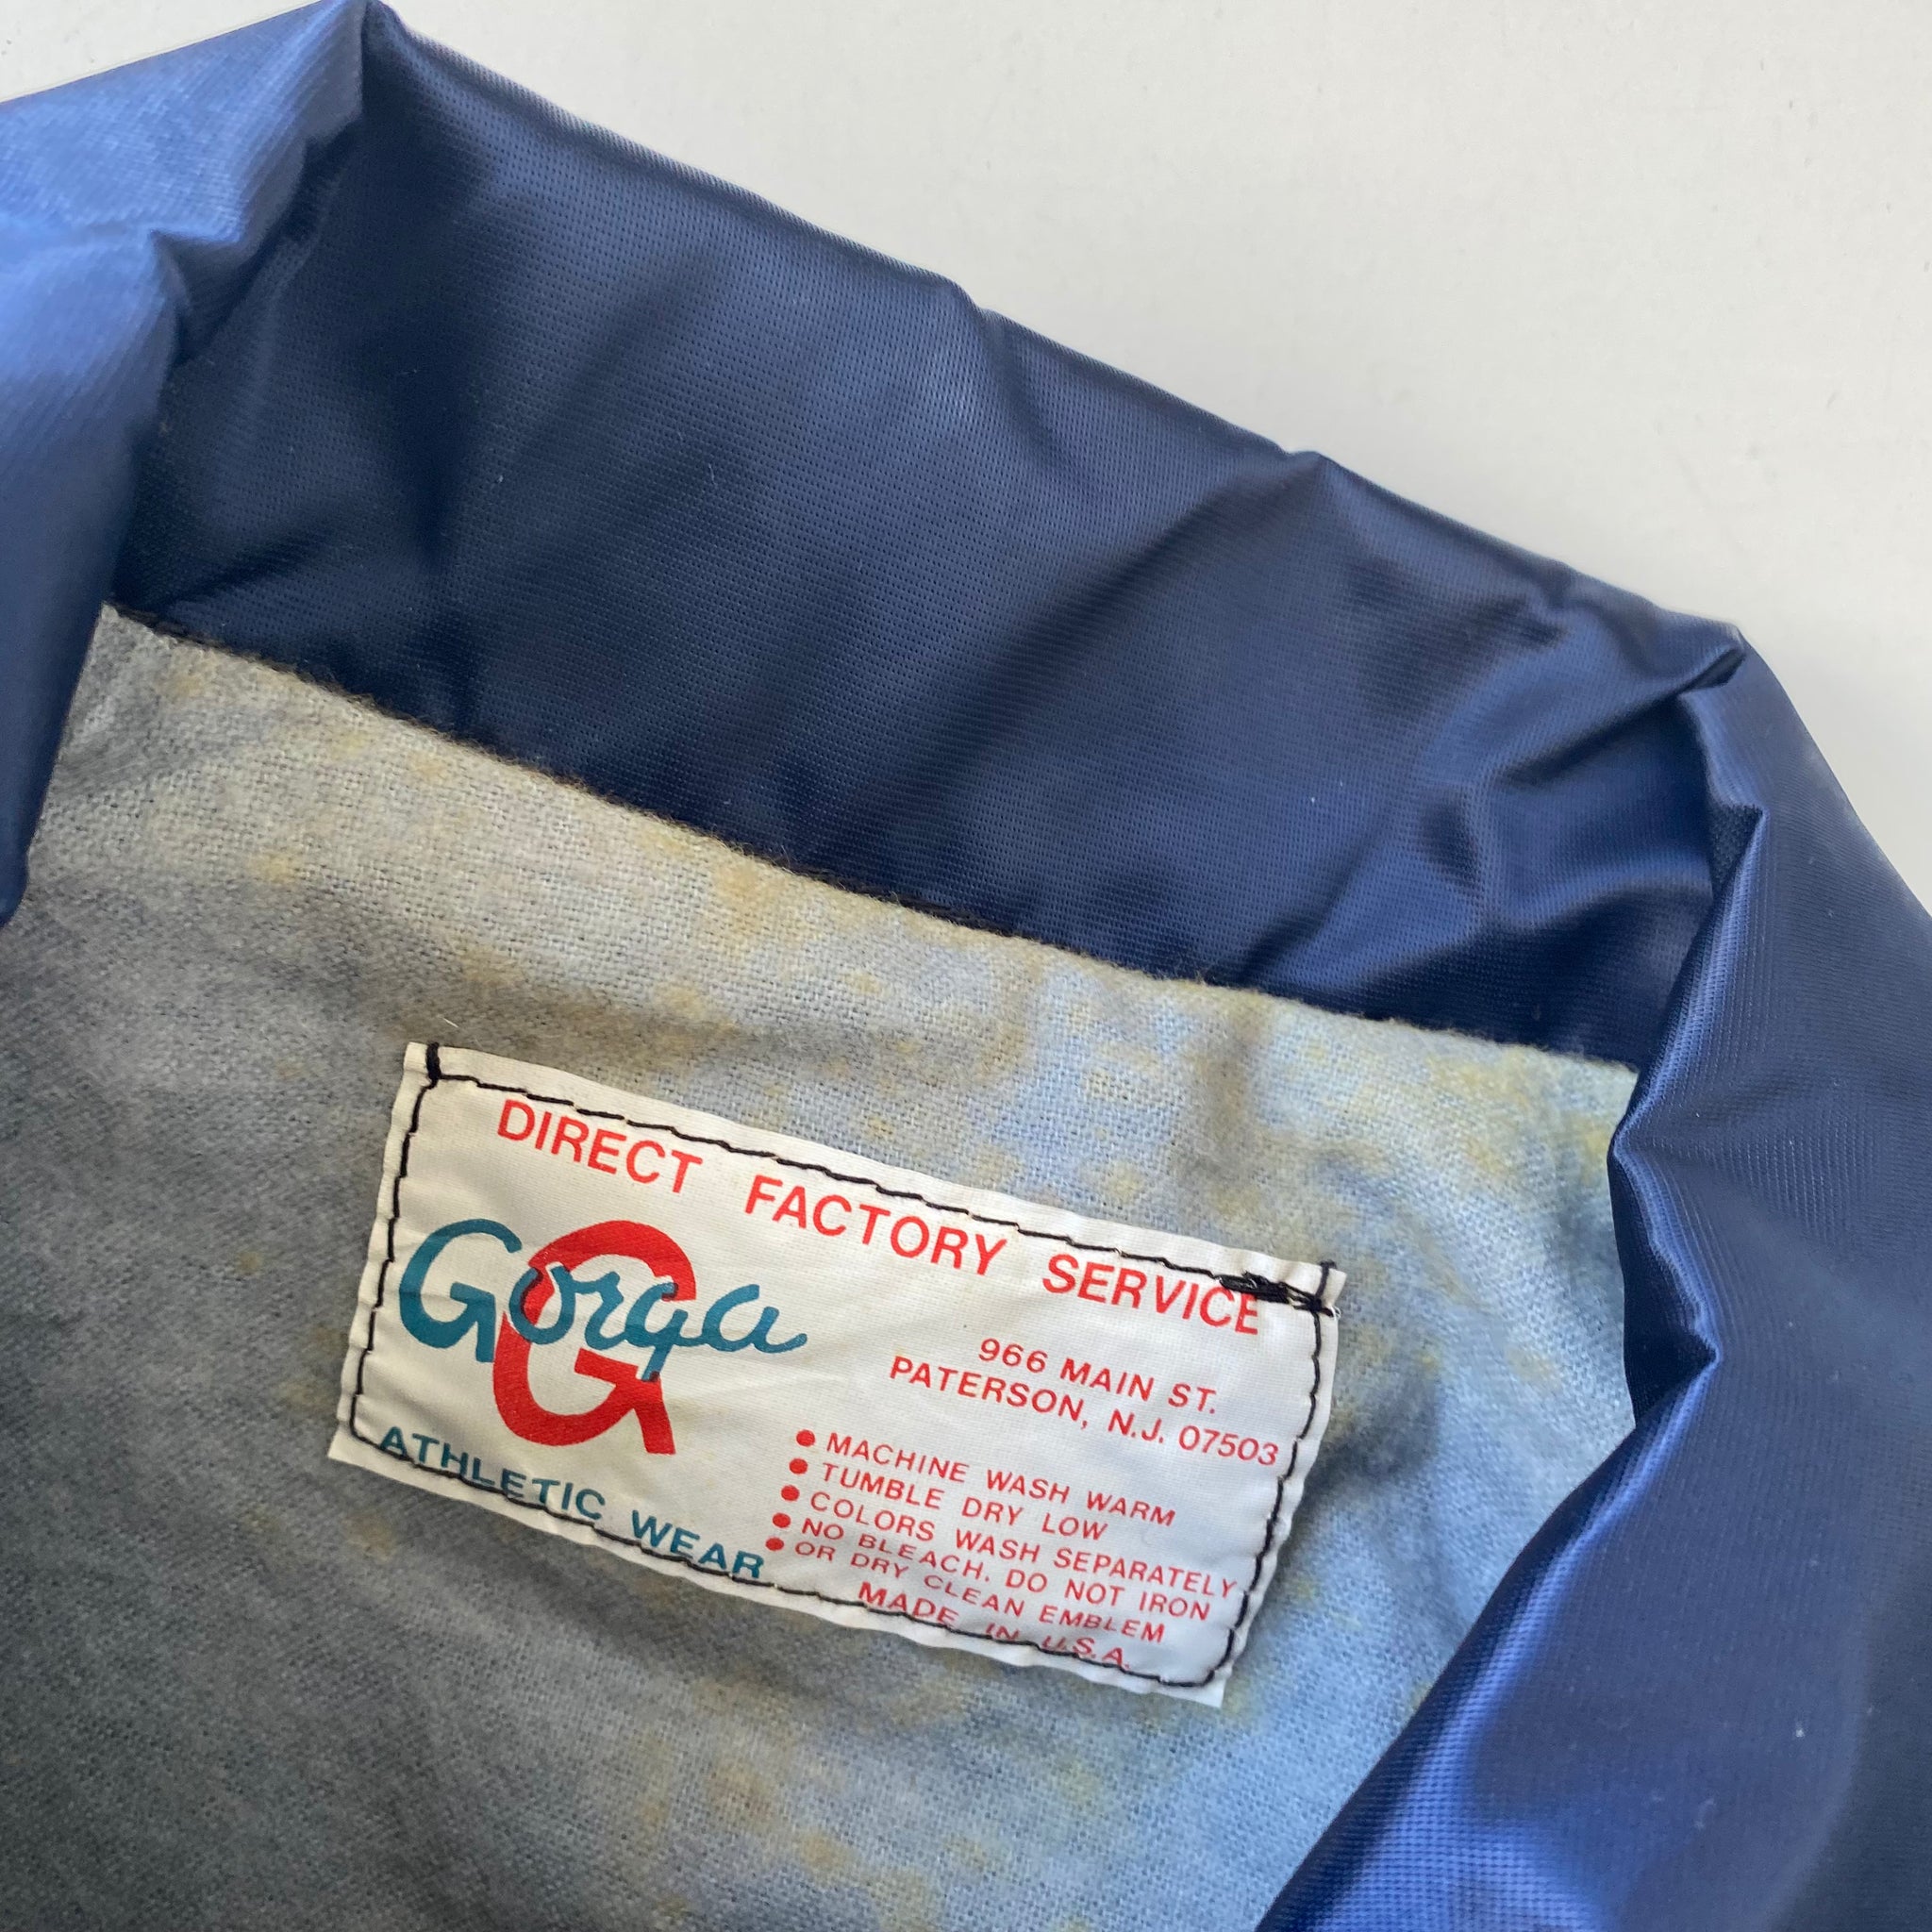 DIRECT FACTORY SERVICE
G
Gorga
ATHLETIC WEAR
966 MAIN ST.
PATERSON, N.J. 07503
• MACHINE WASH WARM
• TUMBLE DRY LOW
• COLORS WASH SEPARATELY
• NO BLEACH. DO NOT IRON
• OR DRY CLEAN EMBLEM
MADE IN U.S.A.